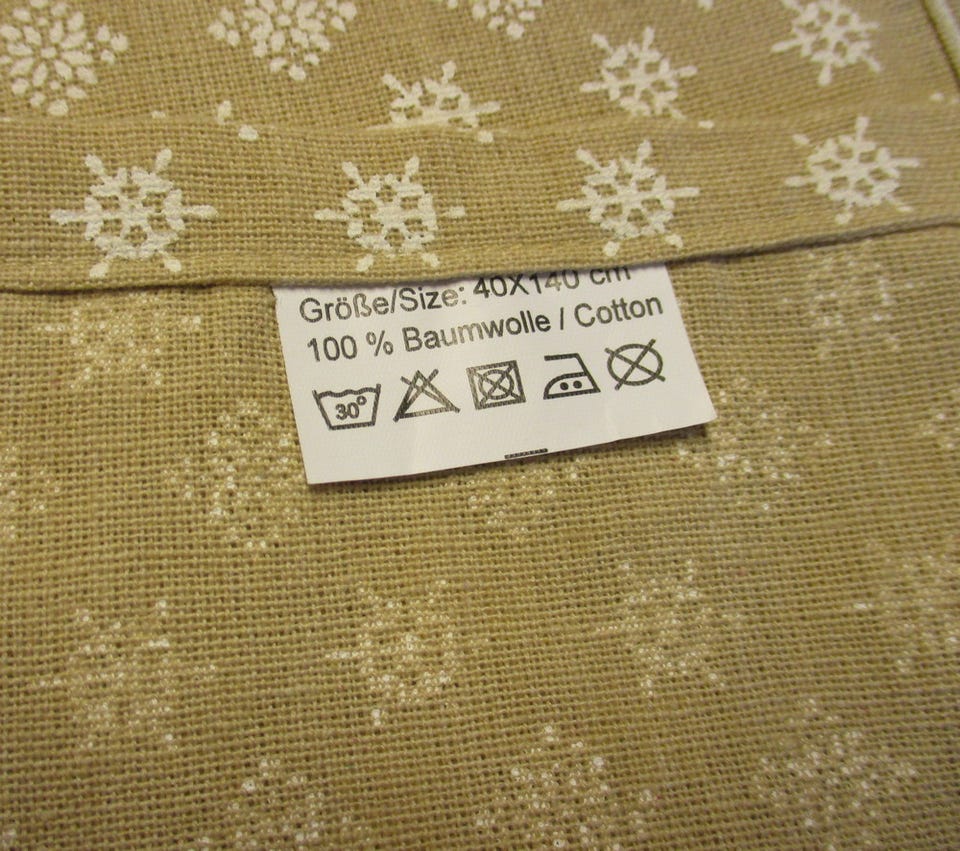 Größe/Size: 40X140 cm
100 % Baumwolle / Cotton
30°